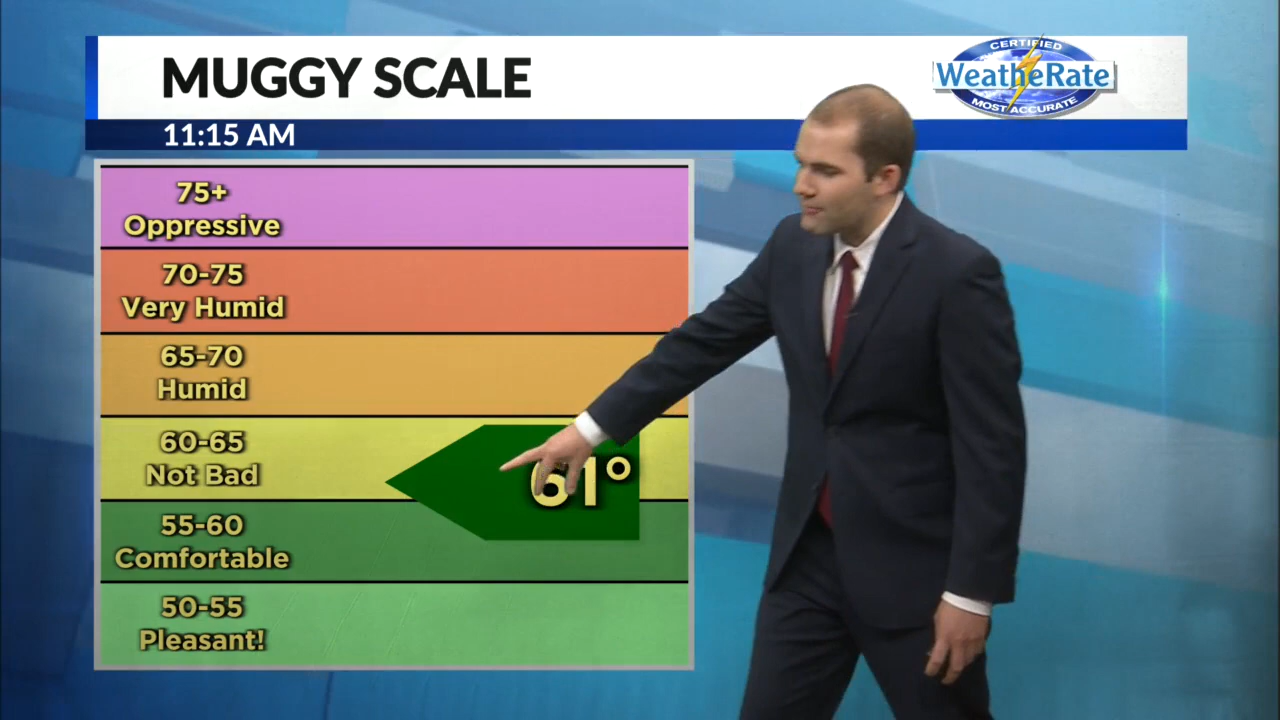 MUGGY SCALE
CERTIFIED
WeatheRate
MOST ACCURATE
11:15 AM
75+
Oppressive
70-75
Very Humid
65-70
Humid
60-65
Not Bad
61°
55-60
Comfortable
50-55
Pleasant!